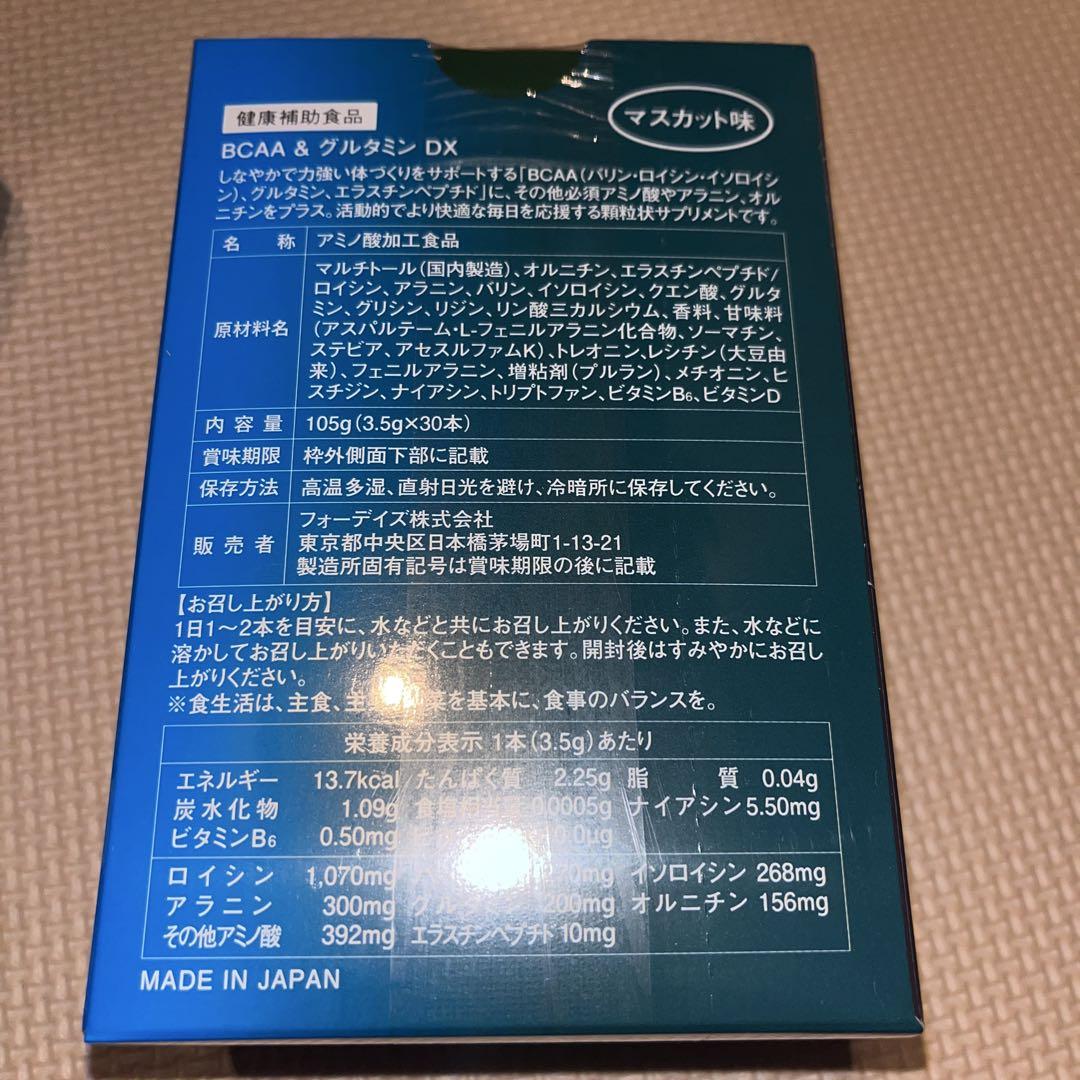 健康補助食品
マスカット味
BCAA & グルタミン DX
しなやかで力強い体づくりをサポートする「BCAA（バリン・ロイシン・イソロイシ
ン）、グルタミン、エラスチンペプチド」に、その他必須アミノ酸やアラニン、オル
ニチンをプラス。活動的でより快適な毎日を応援する顆粒状サプリメントです。
名称 アミノ酸加工食品
原材料名
マルチトール（国内製造）、オルニチン、エラスチンペプチド/
ロイシン、アラニン、バリン、イソロイシン、クエン酸、グルタ
ミン、グリシン、リジン、リン酸三カルシウム、香料、甘味料
（アスパルテーム・L-フェニルアラニン化合物、ソーマチン、
ステビア、アセスルファムK）、トレオニン、レシチン（大豆由
来）、フェニルアラニン、増粘剤（プルラン）、メチオニン、ヒ
スチジン、ナイアシン、トリプトファン、ビタミンB6、ビタミンD
内容量 105g（3.5g×30本）
賞味期限 枠外側面下部に記載
保存方法 高温多湿、直射日光を避け、冷暗所に保存してください。
販売者
フォーデイズ株式会社
東京都中央区日本橋茅場町1-13-21
製造所固有記号は賞味期限の後に記載
【お召し上がり方】
1日1～2本を目安に、水などと共にお召し上がりください。また、水などに
溶かしてお召し上がりいただくこともできます。開封後はすみやかにお召し
上がりください。
※食生活は、主食、主 菜を基本に、食事のバランスを。
栄養成分表示 1本（3.5g）あたり
エネルギー 13.7kcal たんぱく質 2.25g 脂質 0.04g
炭水化物 1.09g ナイアシン 5.50mg
ビタミンB6 0.50mg
ロイシン 1,070mg イソロイシン 268mg
アラニン 300mg 200mg オルニチン 156mg
その他アミノ酸 392mg エラスチンペプチド 10mg
MADE IN JAPAN